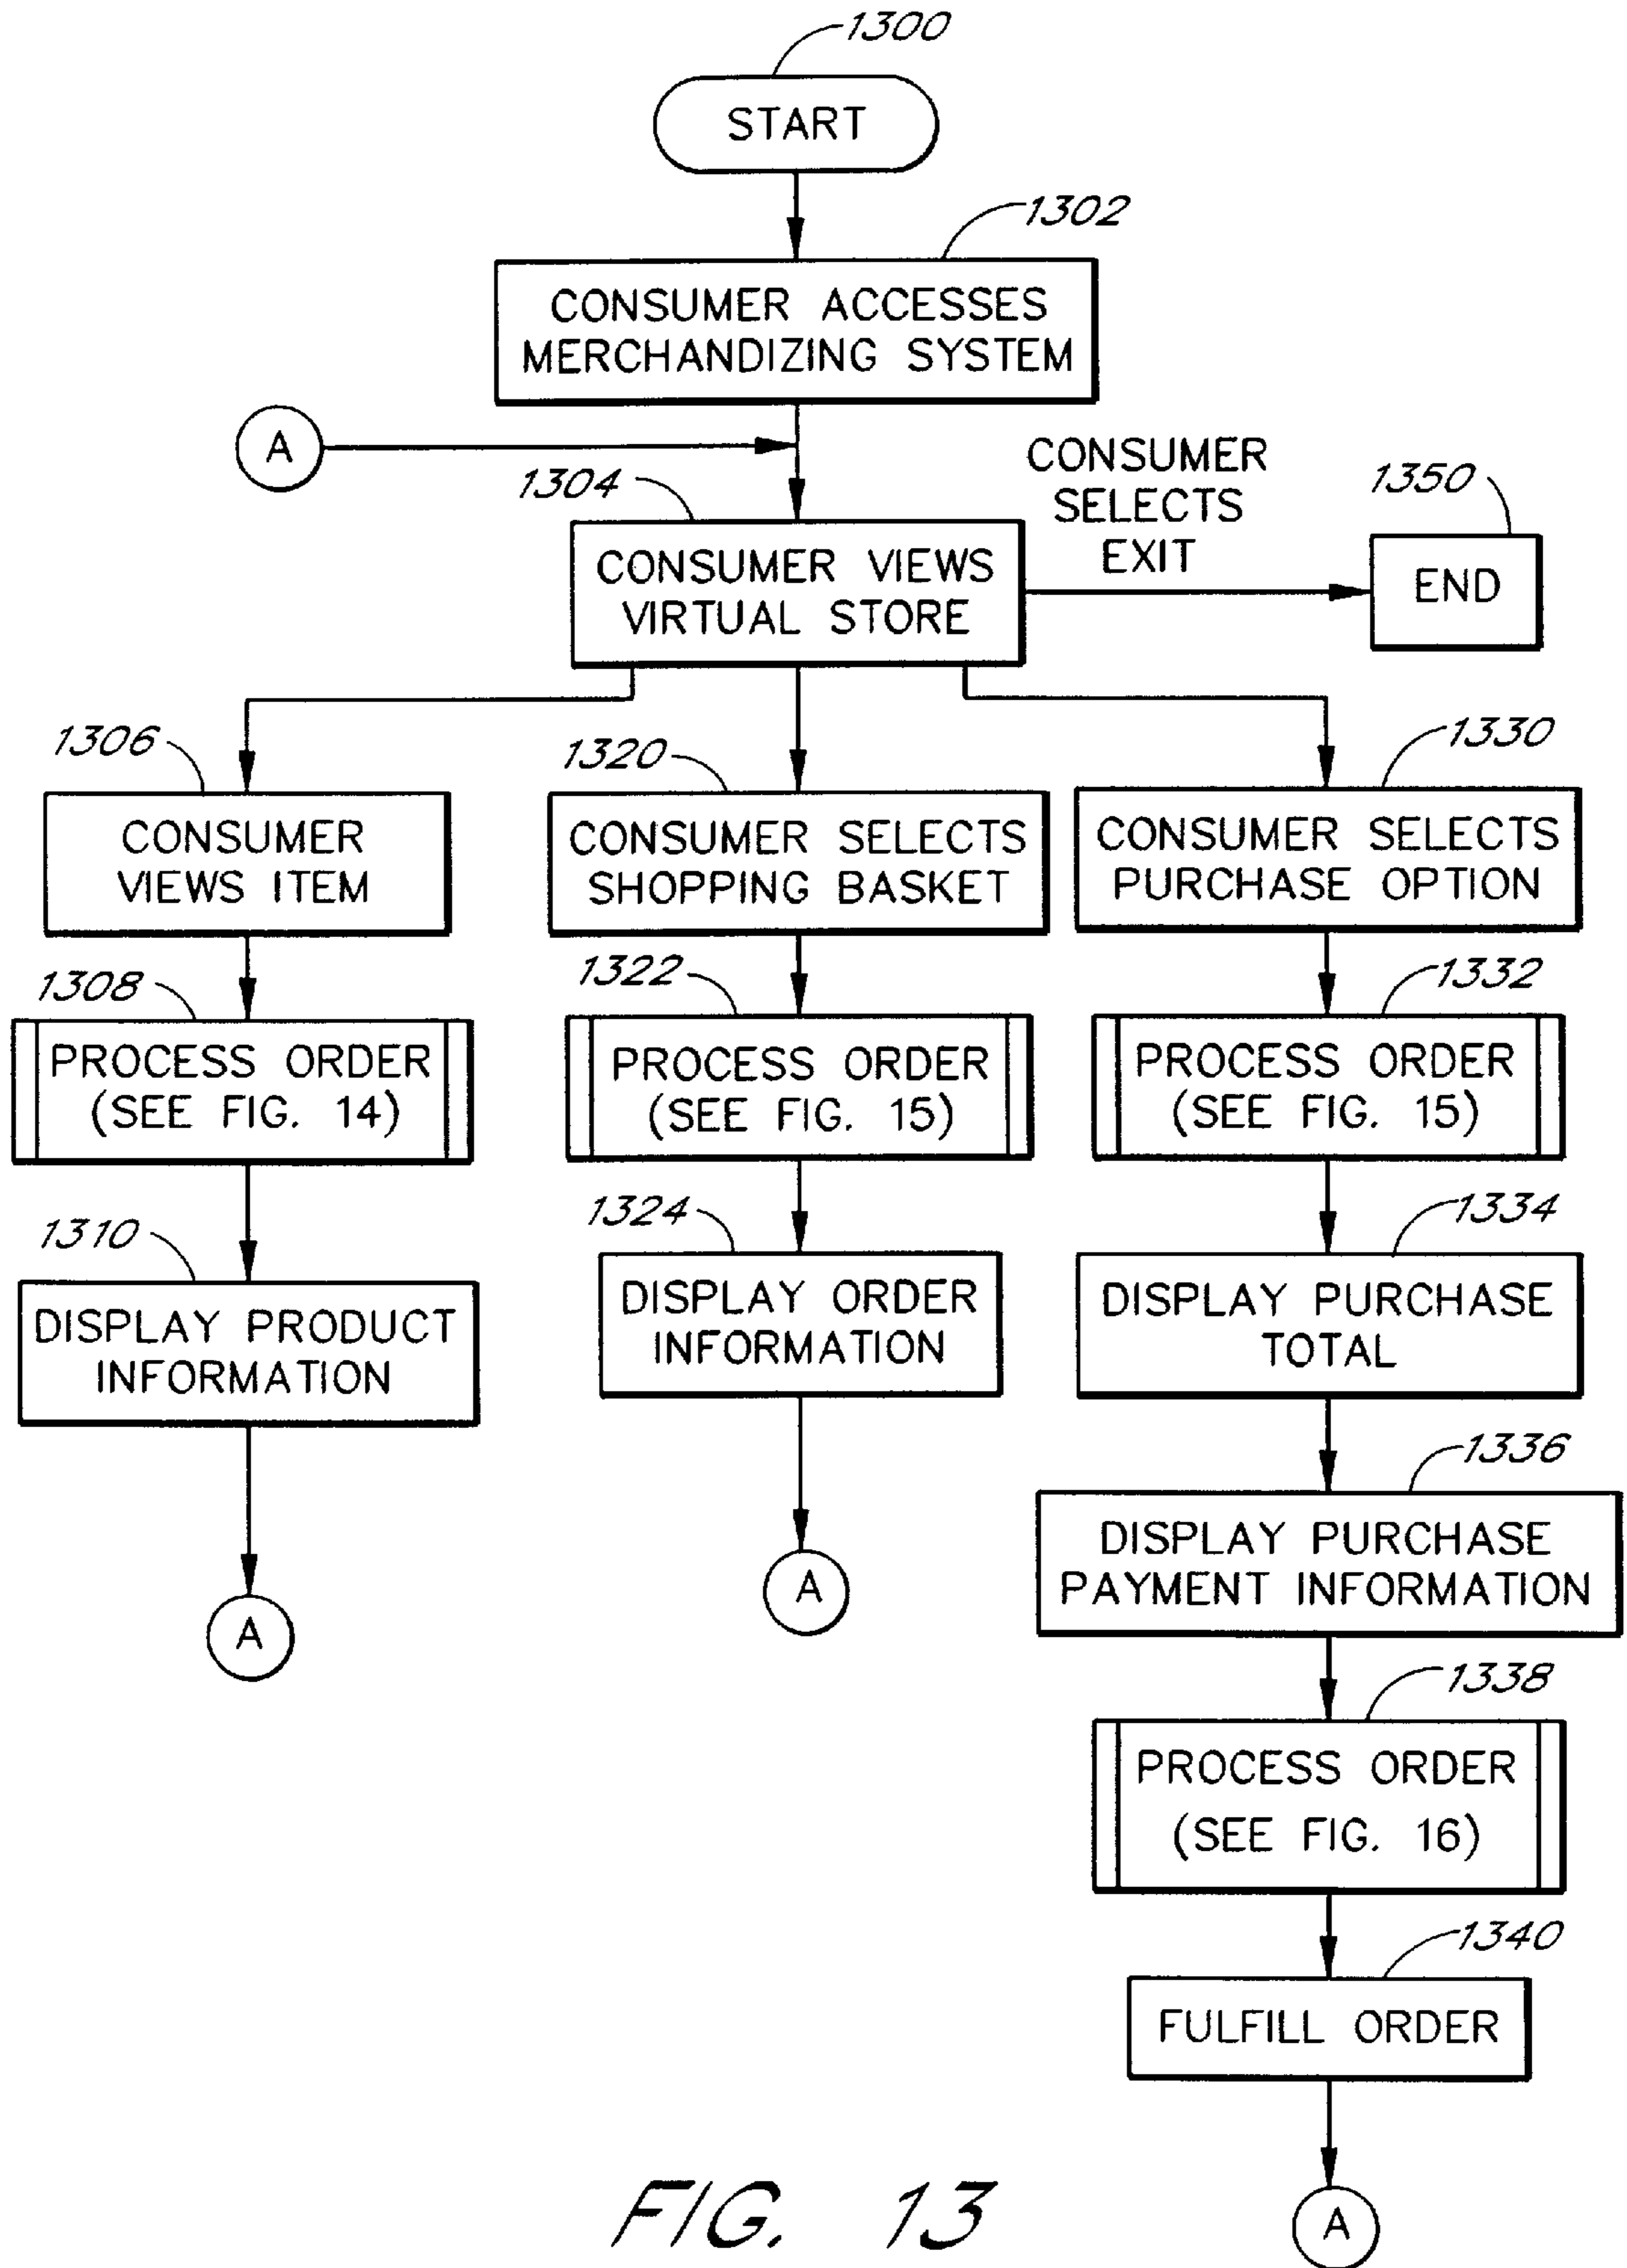 1300
START
1302
CONSUMER ACCESSES
MERCHANDIZING SYSTEM
A
CONSUMER
SELECTS
EXIT
1304
1350
CONSUMER VIEWS
VIRTUAL STORE
END
1306
1320
1330
CONSUMER
VIEWS ITEM
CONSUMER SELECTS
SHOPPING BASKET
CONSUMER SELECTS
PURCHASE OPTION
1308
1322
1332
PROCESS ORDER
(SEE FIG. 14)
PROCESS ORDER
(SEE FIG. 15)
PROCESS ORDER
(SEE FIG. 15)
1310
1324
1334
DISPLAY PRODUCT
INFORMATION
DISPLAY ORDER
INFORMATION
DISPLAY PURCHASE
TOTAL
1336
DISPLAY PURCHASE
PAYMENT INFORMATION
A
A
1338
PROCESS ORDER
(SEE FIG. 16)
1340
FULFILL ORDER
A
FIG. 13